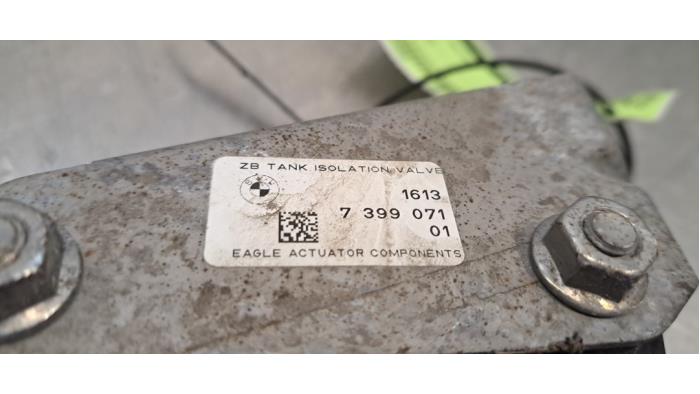 ZB TANK ISOLATION VALVE
1613
7 399 071
01
EAGLE ACTUATOR COMPONENTS